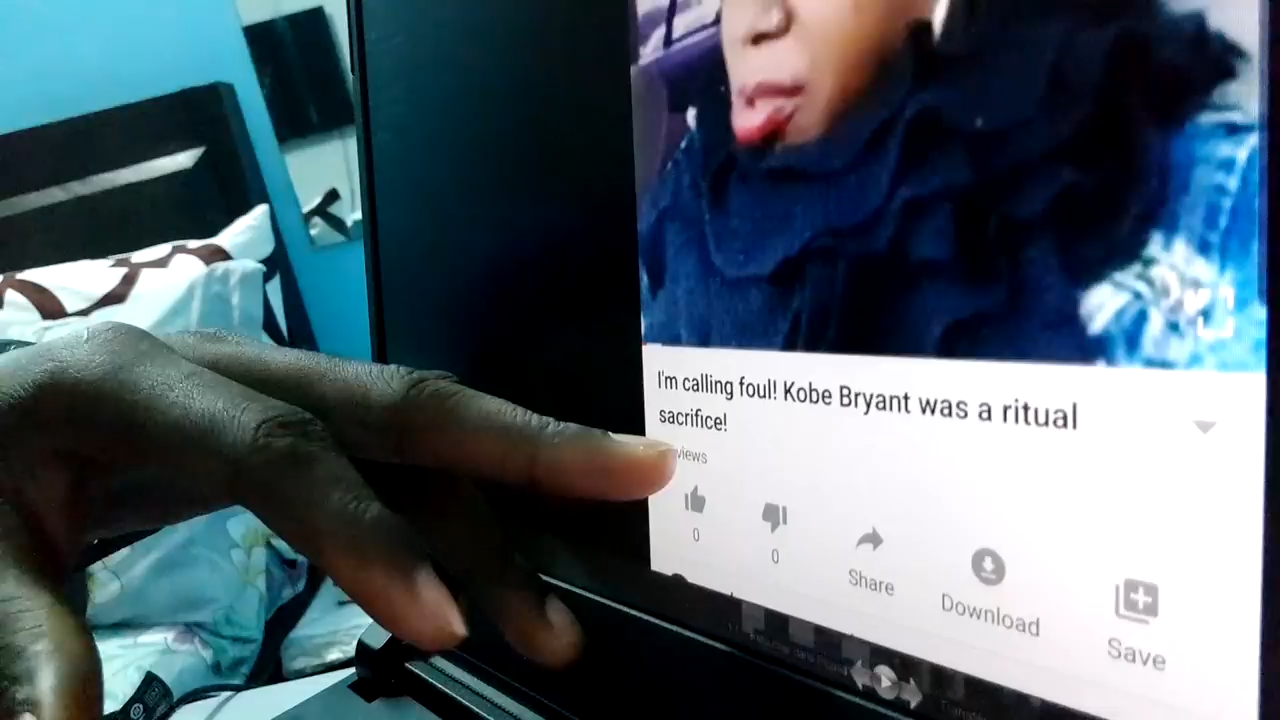 I'm calling foul! Kobe Bryant was a ritual
sacrifice!
views
0
0
Share
Download
Save